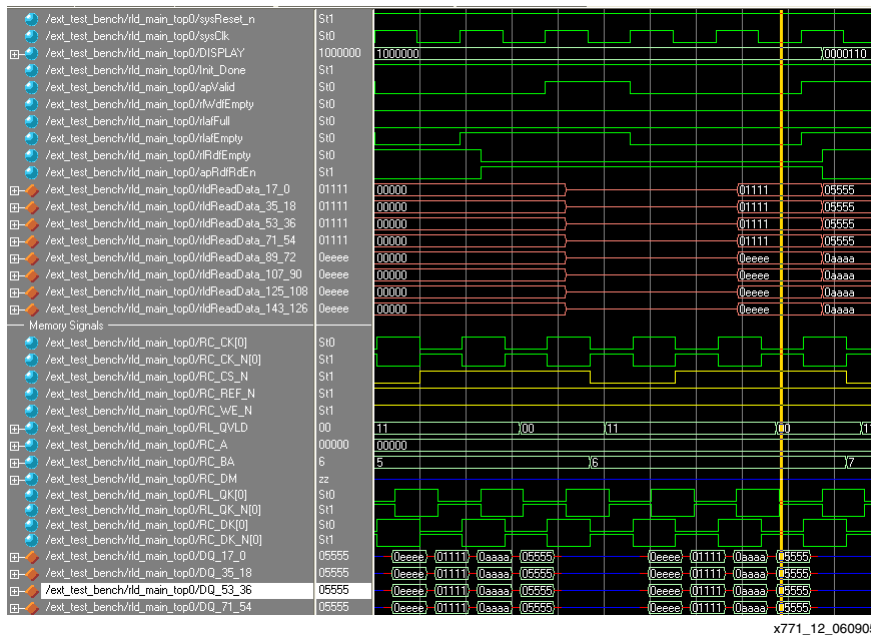 /ext_test_bench/rld_main_top0/sysReset_n St1
/ext_test_bench/rld_main_top0/sysClk St0
/ext_test_bench/rld_main_top0/DISPLAY 1000000 1000000 0000110
/ext_test_bench/rld_main_top0/Init_Done St1
/ext_test_bench/rld_main_top0/apValid St0
/ext_test_bench/rld_main_top0/rlWdfEmpty St0
/ext_test_bench/rld_main_top0/rlafFull St0
/ext_test_bench/rld_main_top0/rlafEmpty St0
/ext_test_bench/rld_main_top0/rlRdfEmpty St0
/ext_test_bench/rld_main_top0/apRdfRdEn St1
/ext_test_bench/rld_main_top0/rldReadData_17_0 01111 00000 01111 05555
/ext_test_bench/rld_main_top0/rldReadData_35_18 01111 00000 01111 05555
/ext_test_bench/rld_main_top0/rldReadData_53_36 01111 00000 01111 05555
/ext_test_bench/rld_main_top0/rldReadData_71_54 01111 00000 01111 05555
/ext_test_bench/rld_main_top0/rldReadData_89_72 0eeee 00000 0eeee 0aaaa
/ext_test_bench/rld_main_top0/rldReadData_107_90 0eeee 00000 0eeee 0aaaa
/ext_test_bench/rld_main_top0/rldReadData_125_108 0eeee 00000 0eeee 0aaaa
/ext_test_bench/rld_main_top0/rldReadData_143_126 0eeee 00000 0eeee 0aaaa
Memory Signals
/ext_test_bench/rld_main_top0/RC_CK[0] St0
/ext_test_bench/rld_main_top0/RC_CK_N[0] St1
/ext_test_bench/rld_main_top0/RC_CS_N St1
/ext_test_bench/rld_main_top0/RC_REF_N St1
/ext_test_bench/rld_main_top0/RC_WE_N St1
/ext_test_bench/rld_main_top0/RL_QVLD 00 11 00 11
/ext_test_bench/rld_main_top0/RC_A 00000 00000
/ext_test_bench/rld_main_top0/RC_BA 6 5 6 7
/ext_test_bench/rld_main_top0/RC_DM zz
/ext_test_bench/rld_main_top0/RL_QK[0] St0
/ext_test_bench/rld_main_top0/RL_QK_N[0] St1
/ext_test_bench/rld_main_top0/RC_DK[0] St0
/ext_test_bench/rld_main_top0/RC_DK_N[0] St1
/ext_test_bench/rld_main_top0/DQ_17_0 05555 0eeee 01111 0aaaa 05555 0eeee 01111 0aaaa 05555
/ext_test_bench/rld_main_top0/DQ_35_18 05555 0eeee 01111 0aaaa 05555 0eeee 01111 0aaaa 05555
/ext_test_bench/rld_main_top0/DQ_53_36 05555 0eeee 01111 0aaaa 05555 0eeee 01111 0aaaa 05555
/ext_test_bench/rld_main_top0/DQ_71_54 05555 0eeee 01111 0aaaa 05555 0eeee 01111 0aaaa 05555